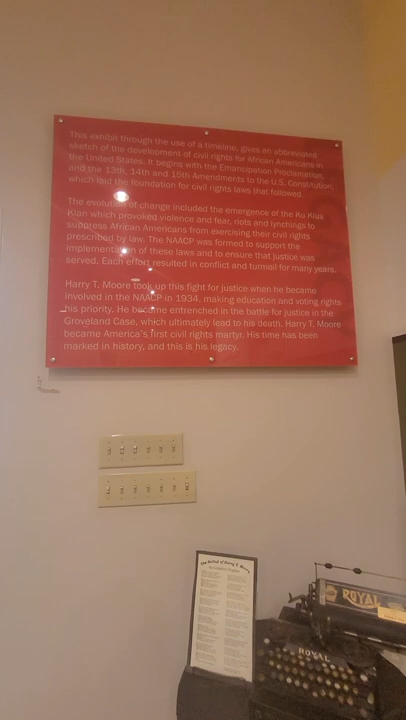 This exhibit through the use of a timeline, gives an abbreviated
sketch of the development of civil rights for African Americans in
the United States. It begins with the Emancipation Proclamation,
and the 13th, 14th and 15th Amendments to the U.S. Constitution,
which laid the foundation for civil rights laws that followed.
The evolution of change included the emergence of the Ku Klux
Klan which provoked violence and fear, riots and lynchings to
suppress African Americans from exercising their civil rights
prescribed by law. The NAACP was formed to support the
implementation of these laws and to ensure that justice was
served. Each effort resulted in conflict and turmail for many years.
Harry T. Moore took up this fight for justice when he became
involved in the NAACP in 1934, making education and voting rights
his priority. He became entrenched in the battle for justice in the
Groveland Case, which ultimately lead to his death. Harry T. Moore
became America's first civil rights martyr. His time has been
marked in history, and this is his legacy.
The Ballad of Harry T. Moore
ROYAL
ROYAL